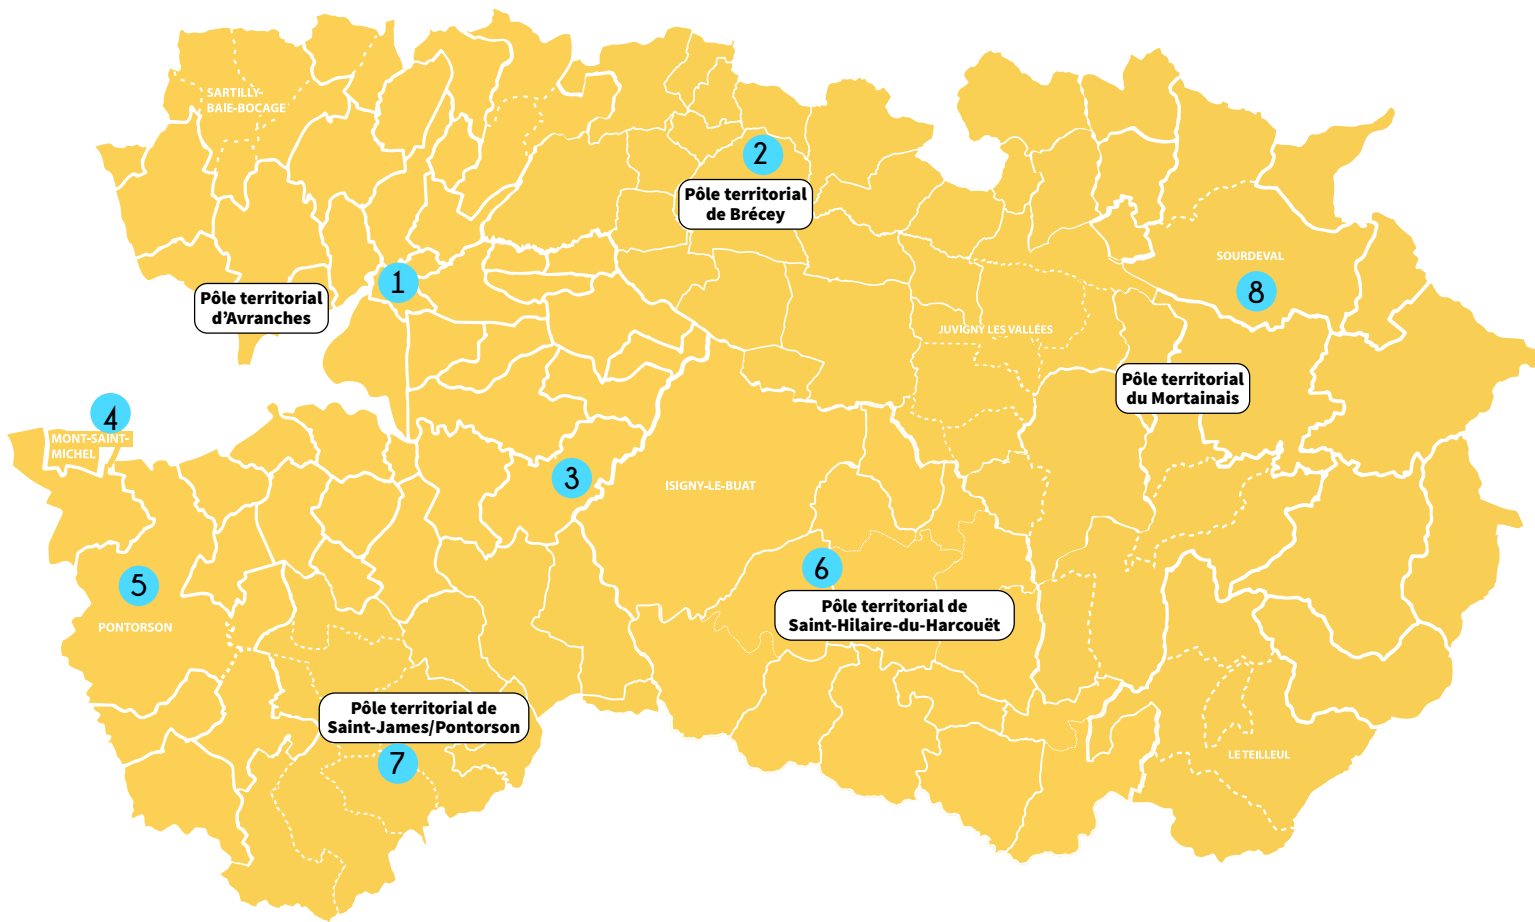 SARTILLY-
BAIE-BOCAGE
2
Pôle territorial
de Brécey
1
Pôle territorial
d'Avranches
SOURDEVAL
8
JUVIGNY LES VALLÉES
Pôle territorial
du Mortainais
4
MONT-SAINT-
MICHEL
3
ISIGNY-LE-BUAT
5
PONTORSON
6
Pôle territorial de
Saint-Hilaire-du-Harcouët
Pôle territorial de
Saint-James/Pontorson
7
LE TEILLEUL